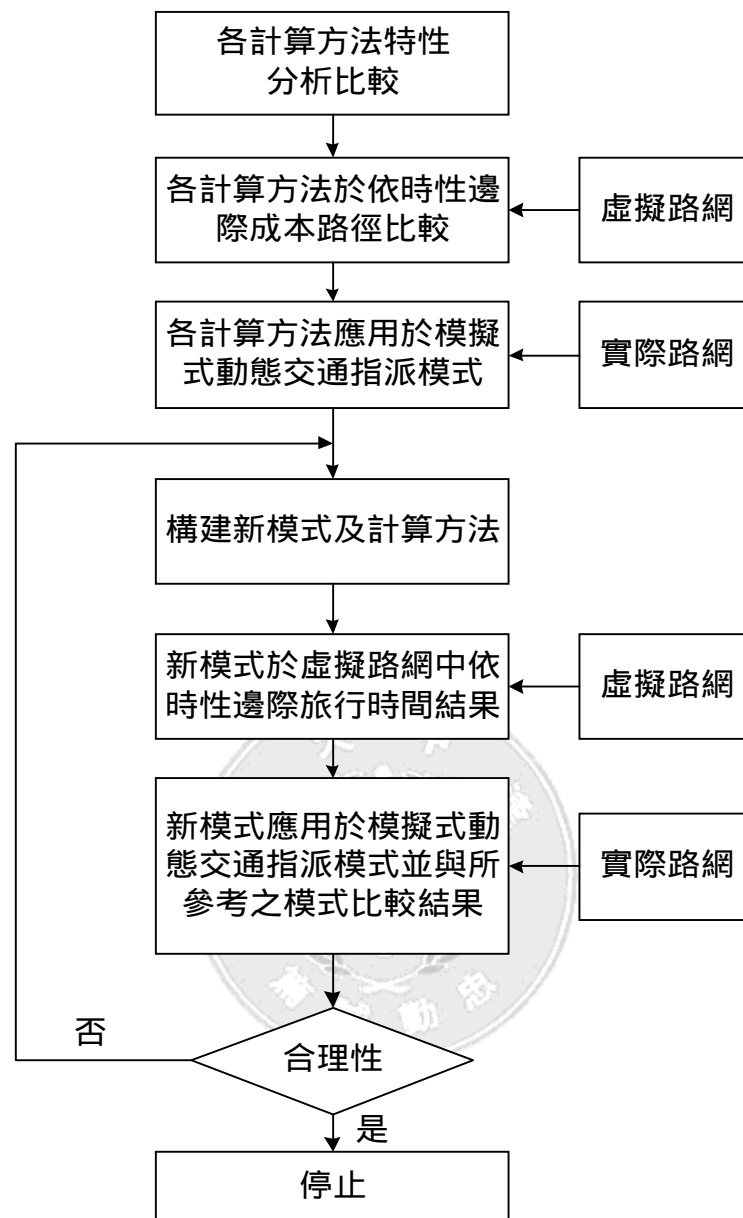 各計算方法特性
分析比較
各計算方法於依時性邊
際成本路徑比較
虛擬路網
各計算方法應用於模擬
式動態交通指派模式
實際路網
構建新模式及計算方法
新模式於虛擬路網中依
時性邊際旅行時間結果
虛擬路網
新模式應用於模擬式動
態交通指派模式並與所
參考之模式比較結果
實際路網
否
合理性
是
停止